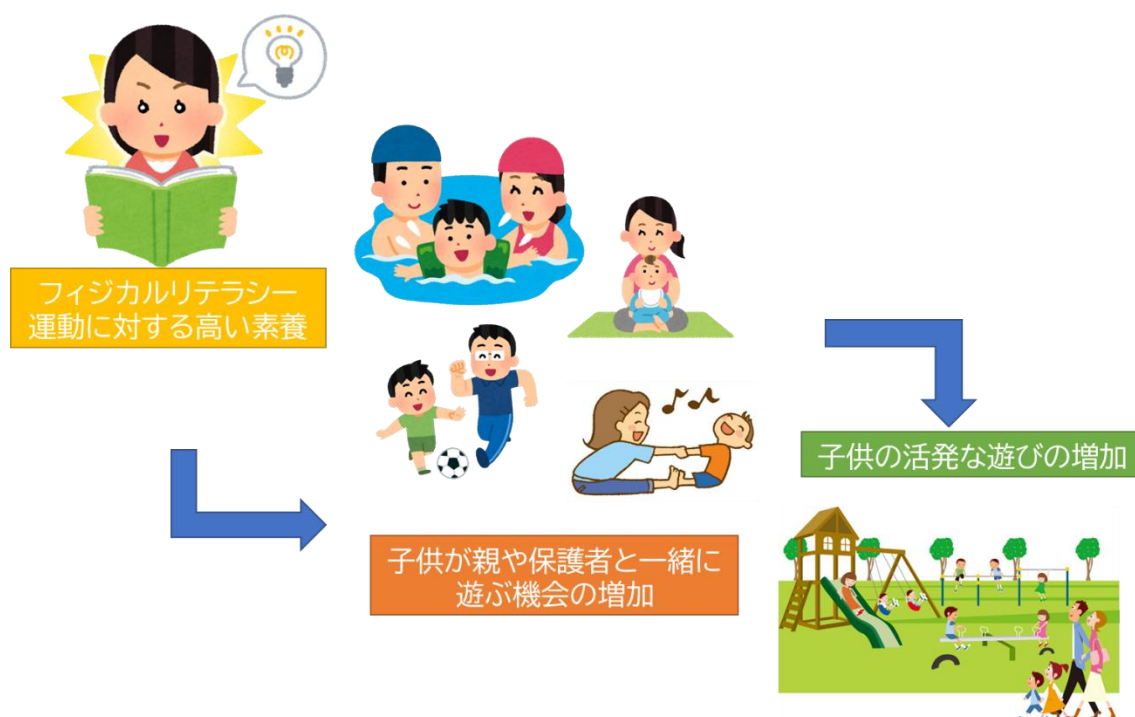 フィジカルリテラシー
運動に対する高い素養
子供が親や保護者と一緒に
遊ぶ機会の増加
子供の活発な遊びの増加